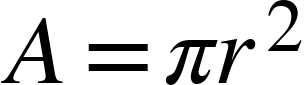 A = πr²